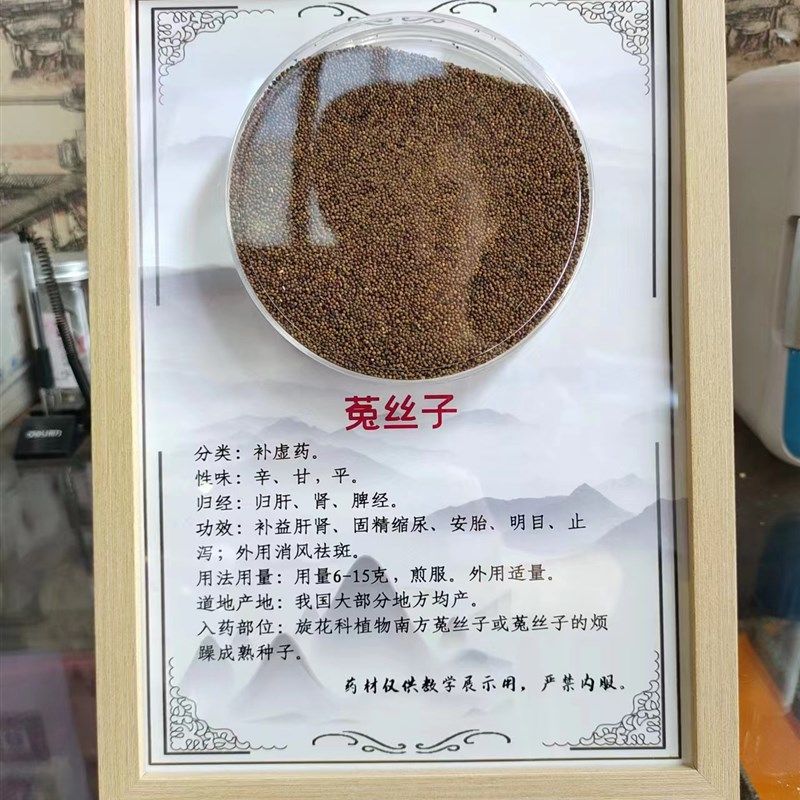 菟丝子
分类：补虚药。
性味：辛、甘，平。
归经：归肝、肾、脾经。
功效：补益肝肾、固精缩尿、安胎、明目、止
泻；外用消风祛斑。
用法用量：用量6-15克，煎服。外用适量。
道地产地：我国大部分地方均产。
入药部位：旋花科植物南方菟丝子或菟丝子的烦
躁成熟种子。
药材仅供教学展示用，严禁内服。
deli